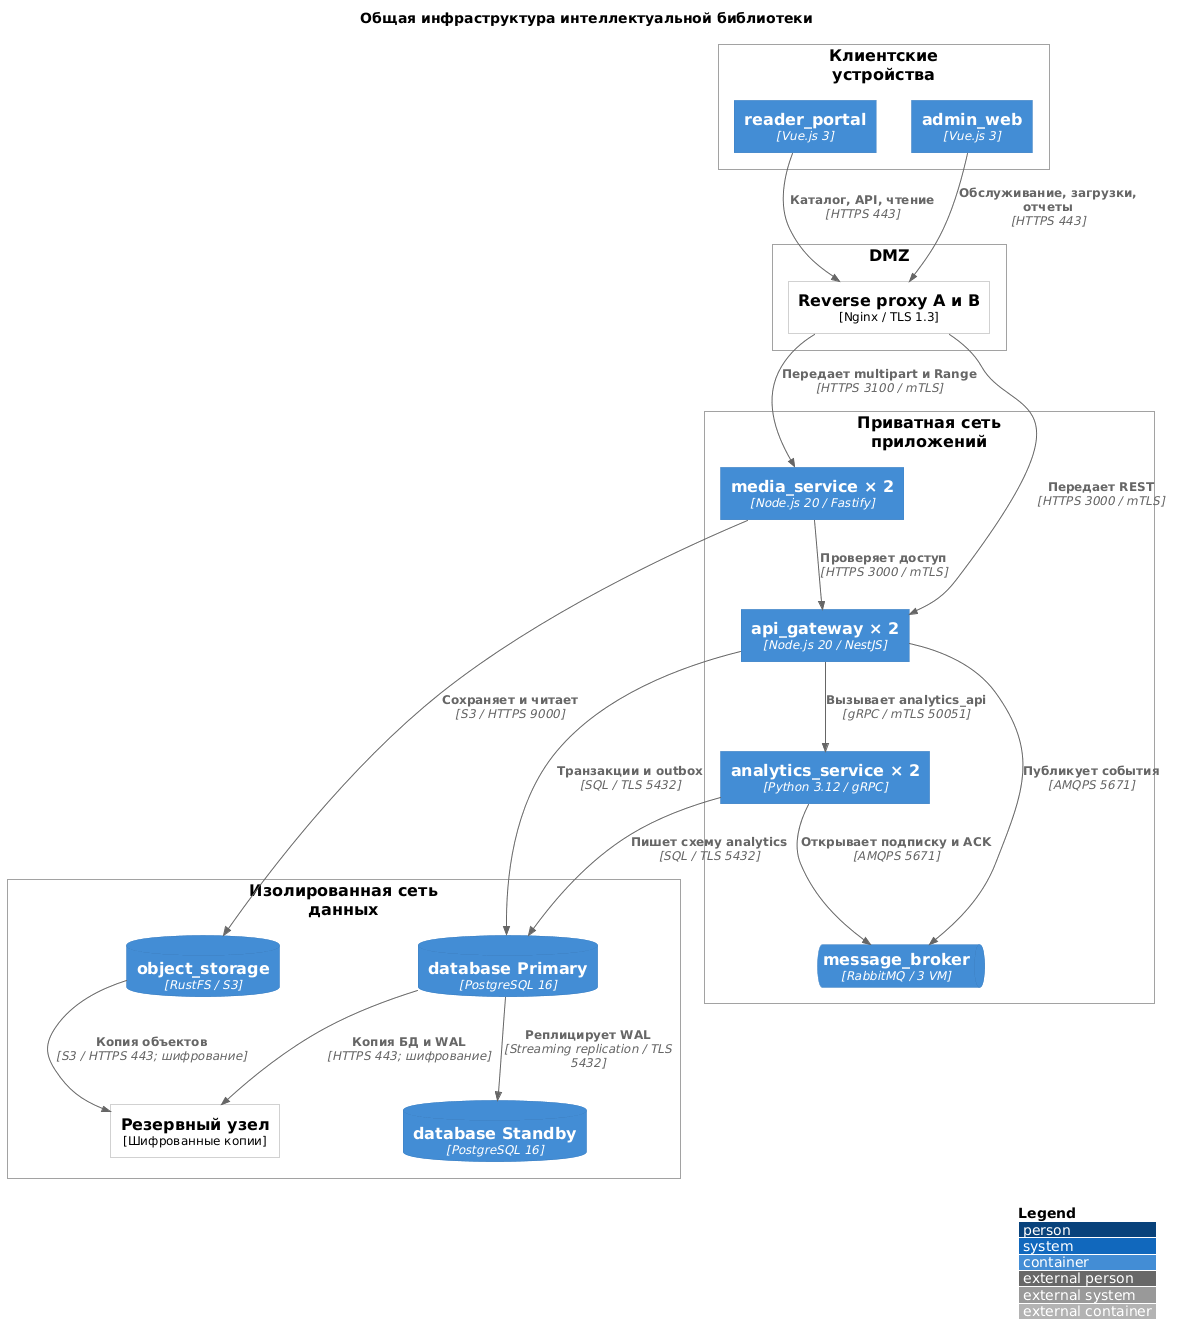 Общая инфраструктура интеллектуальной библиотеки
Клиентские
устройства
reader_portal
[Vue.js 3]
admin_web
[Vue.js 3]
Каталог, API, чтение
[HTTPS 443]
Обслуживание, загрузки,
отчеты
[HTTPS 443]
DMZ
Reverse proxy A и B
[Nginx / TLS 1.3]
Передает multipart и Range
[HTTPS 3100 / mTLS]
Приватная сеть
приложений
media_service × 2
[Node.js 20 / Fastify]
Передает REST
[HTTPS 3000 / mTLS]
Проверяет доступ
[HTTPS 3000 / mTLS]
api_gateway × 2
[Node.js 20 / NestJS]
Сохраняет и читает
[S3 / HTTPS 9000]
Вызывает analytics_api
[gRPC / mTLS 50051]
Транзакции и outbox
[SQL / TLS 5432]
analytics_service × 2
[Python 3.12 / gRPC]
Публикует события
[AMQPS 5671]
Пишет схему analytics
[SQL / TLS 5432]
Открывает подписку и ACK
[AMQPS 5671]
Изолированная сеть
данных
object_storage
[RustFS / S3]
database Primary
[PostgreSQL 16]
message_broker
[RabbitMQ / 3 VM]
Копия объектов
[S3 / HTTPS 443; шифрование]
Копия БД и WAL
[HTTPS 443; шифрование]
Реплицирует WAL
[Streaming replication / TLS
5432]
Резервный узел
[Шифрованные копии]
database Standby
[PostgreSQL 16]
Legend
person
system
container
external person
external system
external container